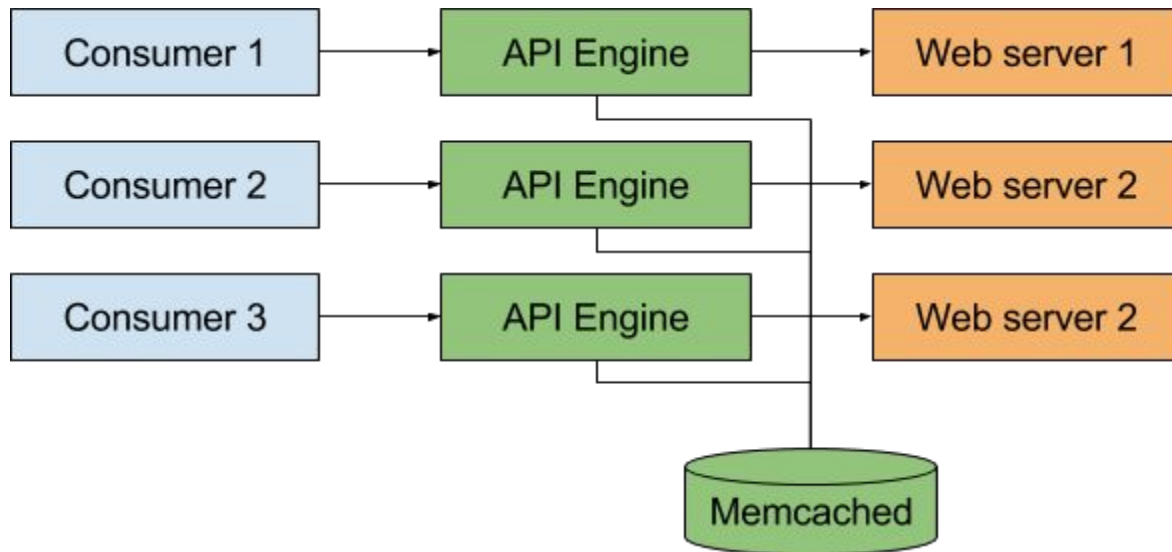 Consumer 1
API Engine
Web server 1
Consumer 2
API Engine
Web server 2
Consumer 3
API Engine
Web server 2
Memcached